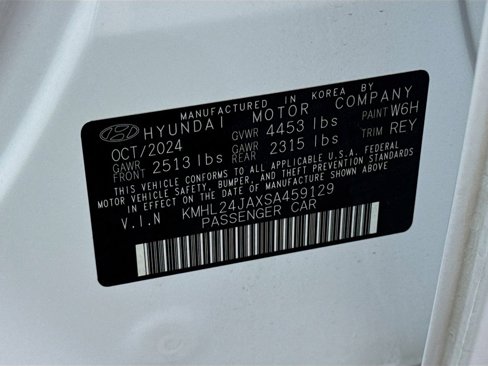 MANUFACTURED IN KOREA BY
HYUNDAI MOTOR COMPANY
OCT/2024 GVWR 4453 lbs PAINT W6H
GAWR FRONT 2513 lbs GAWR REAR 2315 lbs TRIM REY
THIS VEHICLE CONFORMS TO ALL APPLICABLE U.S.A. FEDERAL
MOTOR VEHICLE SAFETY, BUMPER, AND THEFT PREVENTION STANDARDS
IN EFFECT ON THE DATE OF MANUFACTURE SHOWN ABOVE.
V.I.N KMHL24JAXSA459129
PASSENGER CAR